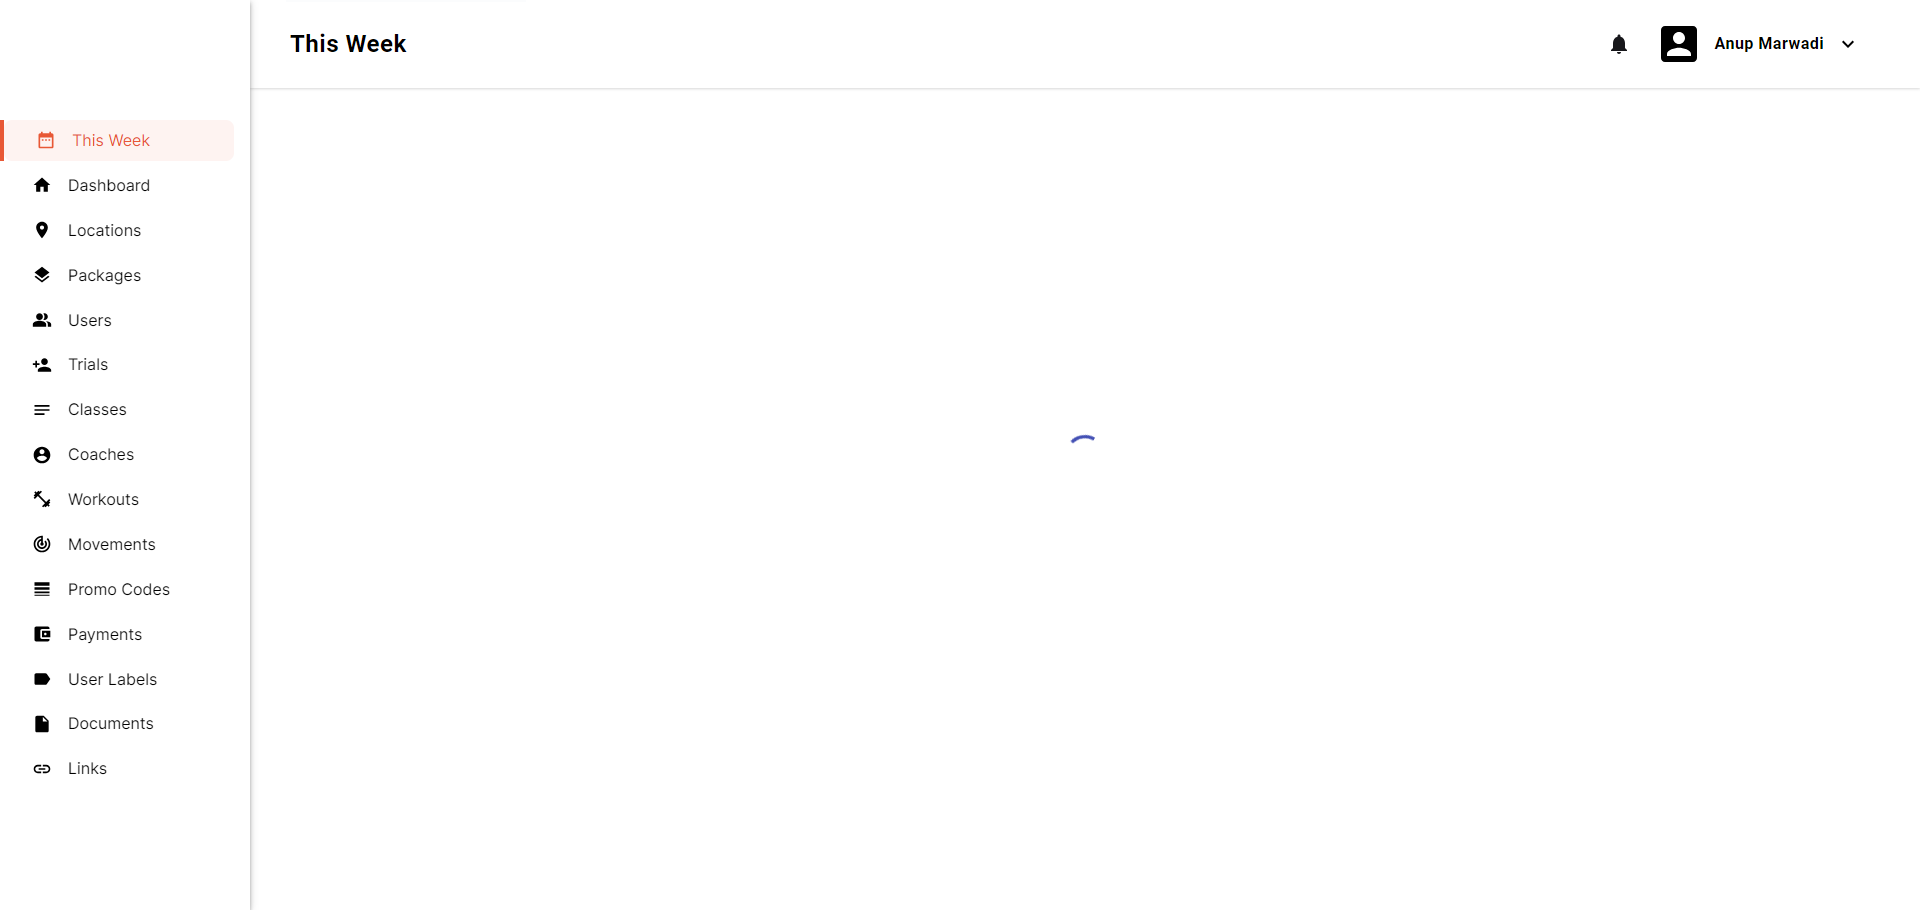 This Week
Anup Marwadi
This Week
Dashboard
Locations
Packages
Users
Trials
Classes
Coaches
Workouts
Movements
Promo Codes
Payments
User Labels
Documents
Links